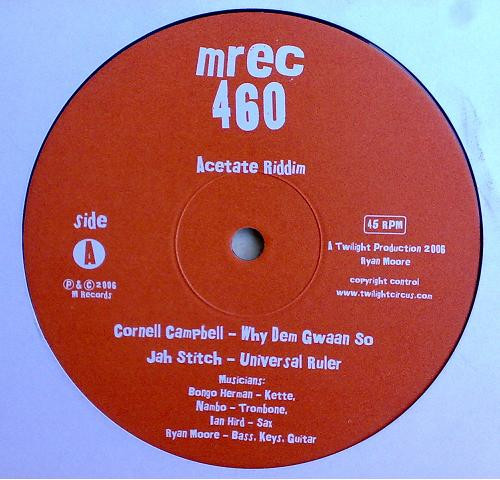 mrec
460
Acetate Riddim
side
A
℗ & © 2006
M Records
45 RPM
A Twilight Production 2006
Ryan Moore
copyright control
www.twilightcircus.com
Cornell Campbell – Why Dem Gwaan So
Jah Stitch – Universal Ruler
Musicians:
Bongo Herman – Kette,
Nambo – Trombone,
Ian Hird – Sax
Ryan Moore – Bass, Keys, Guitar